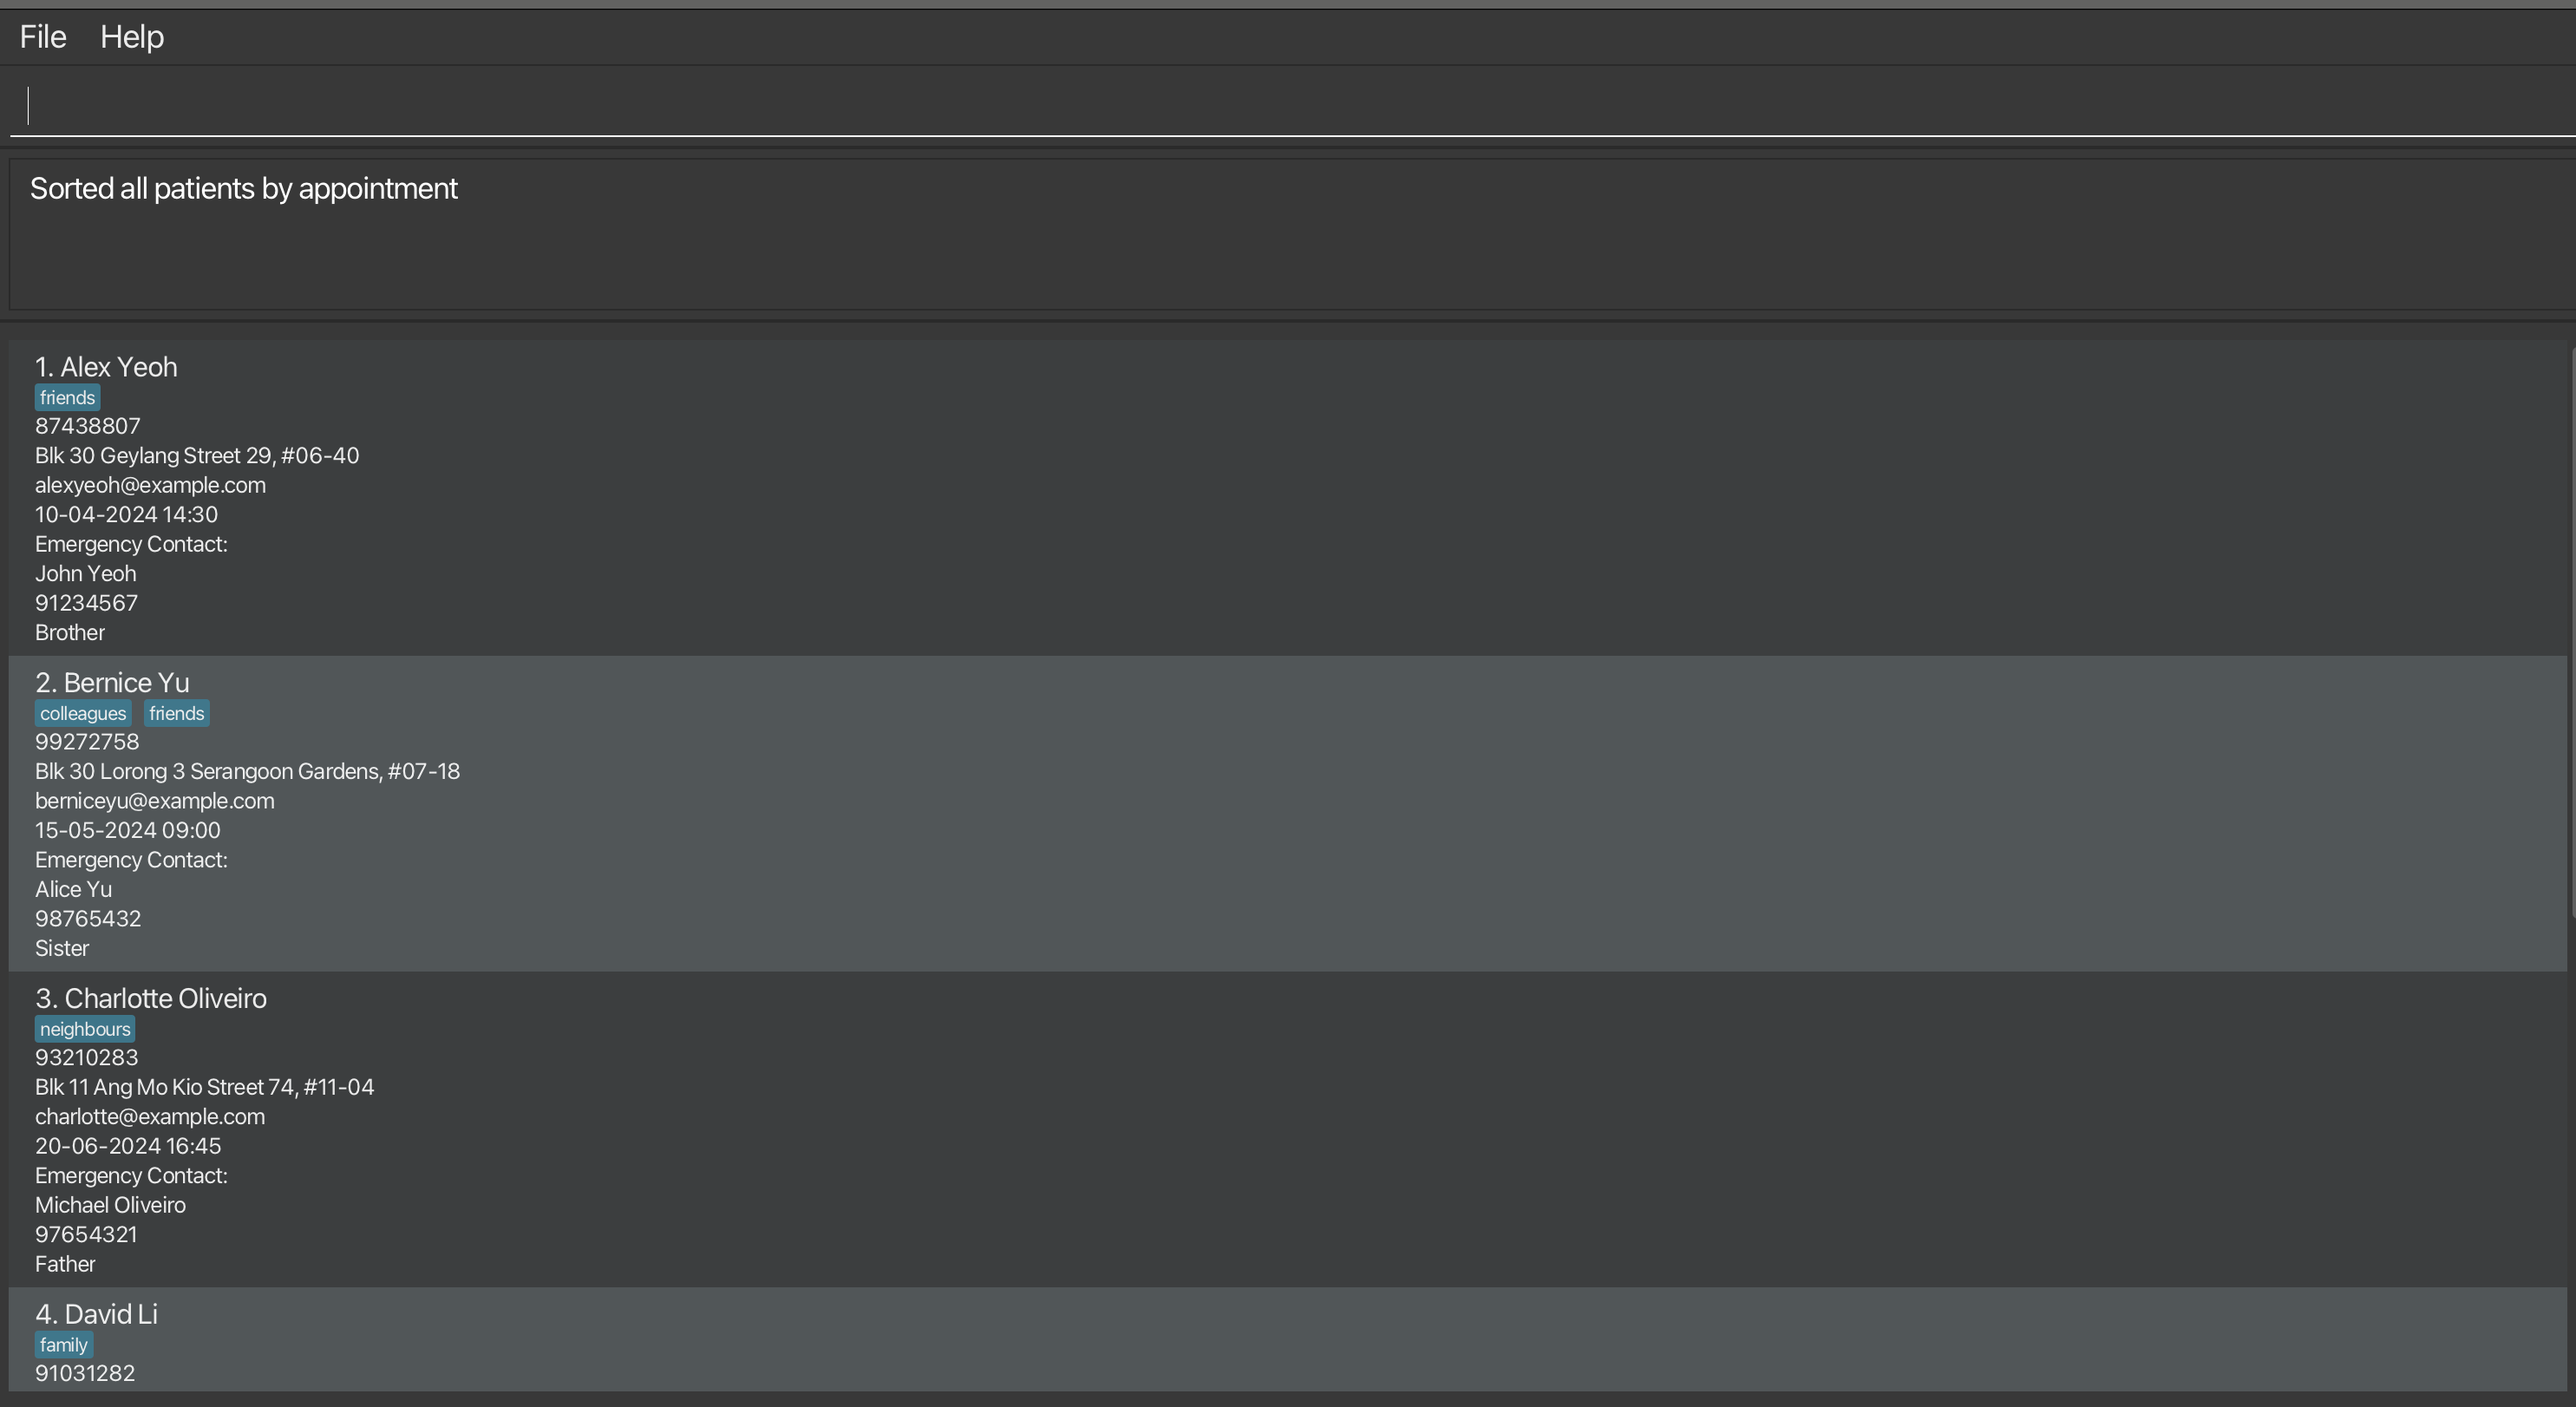 File Help
Sorted all patients by appointment
1. Alex Yeoh
friends
87438807
Blk 30 Geylang Street 29, #06-40
alexyeoh@example.com
10-04-2024 14:30
Emergency Contact:
John Yeoh
91234567
Brother
2. Bernice Yu
colleagues friends
99272758
Blk 30 Lorong 3 Serangoon Gardens, #07-18
berniceyu@example.com
15-05-2024 09:00
Emergency Contact:
Alice Yu
98765432
Sister
3. Charlotte Oliveiro
neighbours
93210283
Blk 11 Ang Mo Kio Street 74, #11-04
charlotte@example.com
20-06-2024 16:45
Emergency Contact:
Michael Oliveiro
97654321
Father
4. David Li
family
91031282